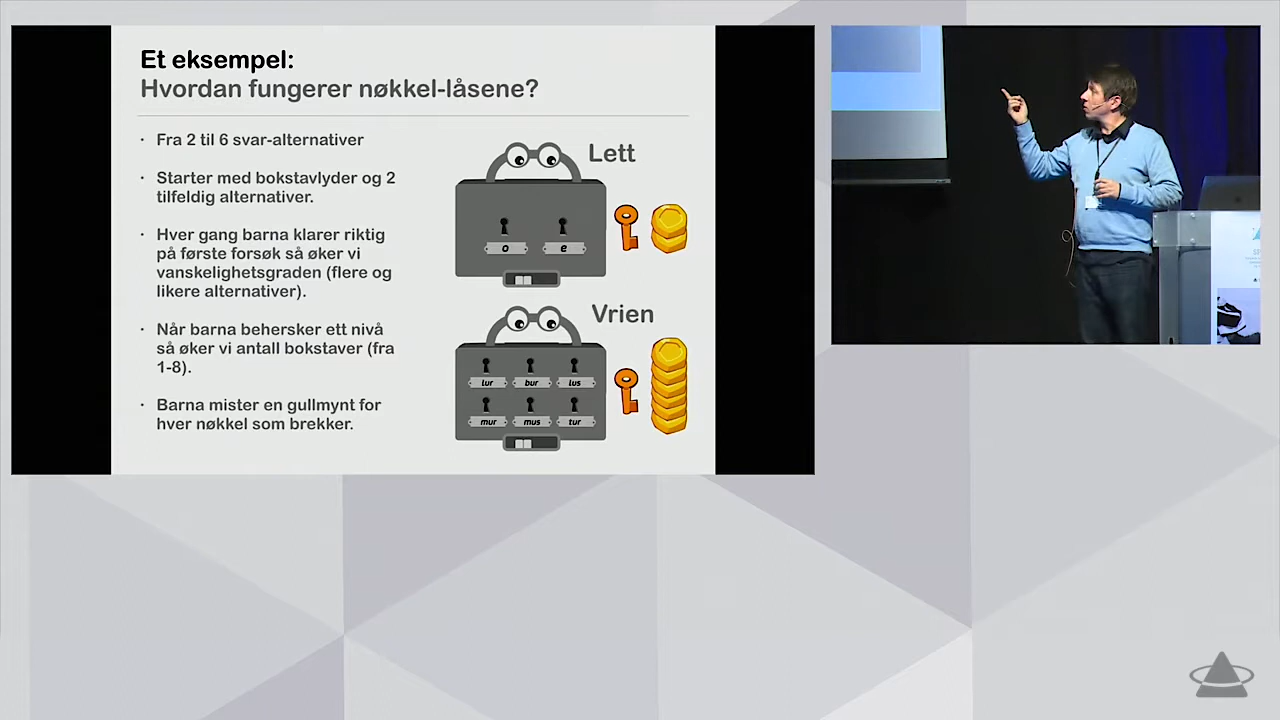 Et eksempel:
Hvordan fungerer nøkkel-låsene?
· Fra 2 til 6 svar-alternativer
· Starter med bokstavlyder og 2
tilfeldig alternativer.
· Hver gang barna klarer riktig
på første forsøk så øker vi
vanskelighetsgraden (flere og
likere alternativer).
· Når barna behersker ett nivå
så øker vi antall bokstaver (fra
1-8).
· Barna mister en gullmynt for
hver nøkkel som brekker.
Lett
o e
Vrien
lur bur lus
mur mus tur